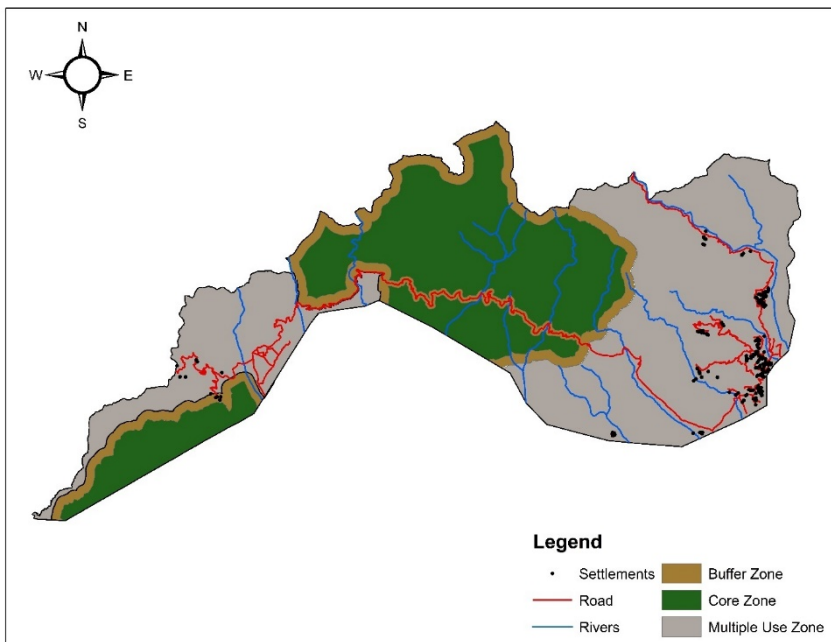 N
W E
S
Legend
Settlements Buffer Zone
Road Core Zone
Rivers Multiple Use Zone